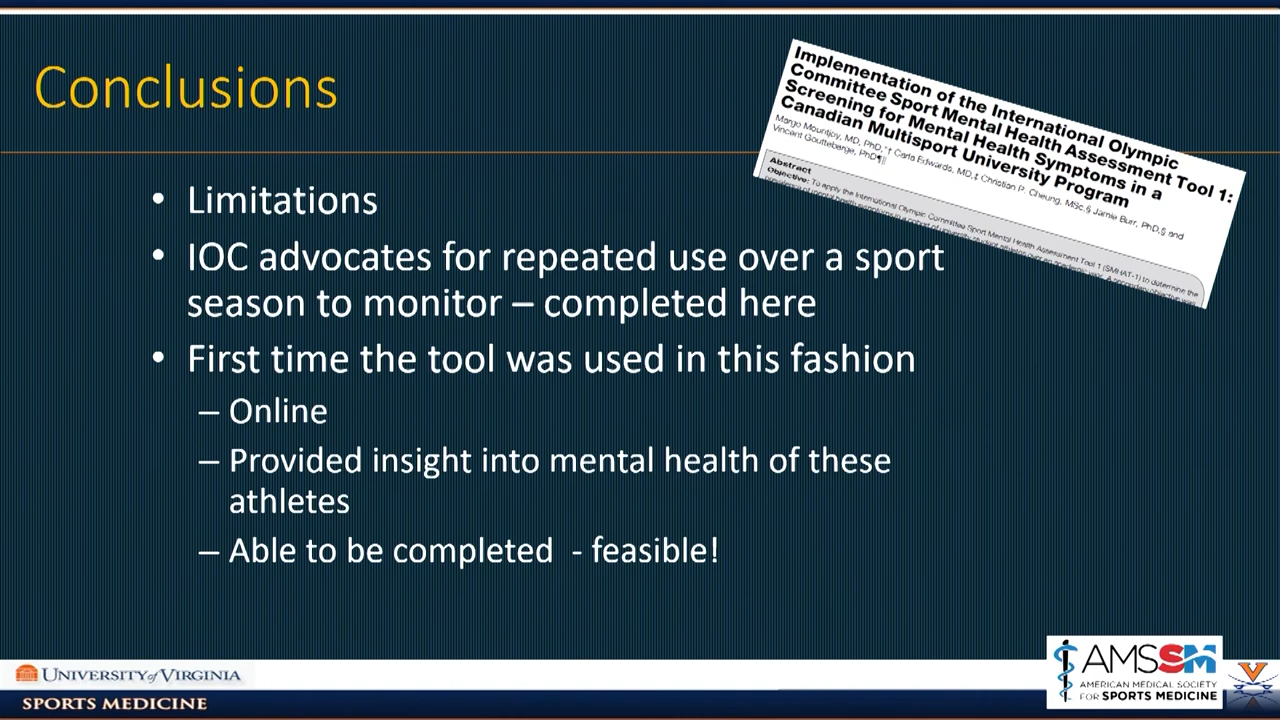 Conclusions
Implementation of the International Olympic
Committee Sport Mental Health Assessment Tool 1:
Screening for Mental Health Symptoms in a
Canadian Multisport University Program
Margo Mountjoy, MD, PhD,*† Carla Edwards, MD,‡ Christian P. Cheung, MSc,§ Jamie Burr, PhD,§ and
Vincent Gouttebarge, PhD¶||
Abstract
Objective: To apply the International Olympic Committee Sport Mental Health Assessment Tool 1 (SMHAT-1) to determine the
• Limitations
• IOC advocates for repeated use over a sport
season to monitor – completed here
• First time the tool was used in this fashion
– Online
– Provided insight into mental health of these
athletes
– Able to be completed - feasible!
UNIVERSITY of VIRGINIA
SPORTS MEDICINE
AMSSM
AMERICAN MEDICAL SOCIETY
FOR SPORTS MEDICINE